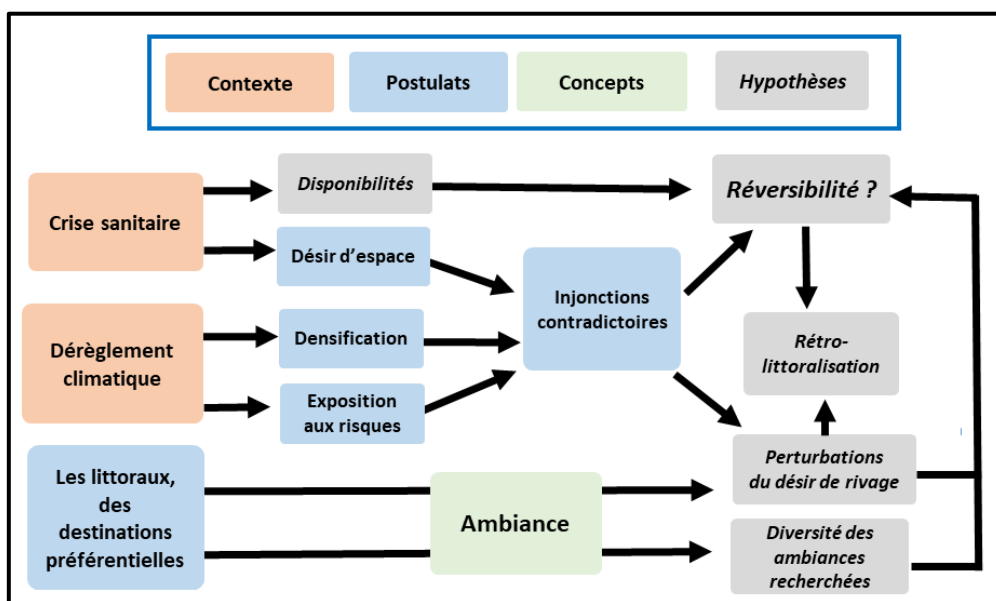 Contexte
Postulats
Concepts
Hypothèses
Crise sanitaire
Disponibilités
Réversibilité ?
Désir d'espace
Injonctions
contradictoires
Dérèglement
climatique
Densification
Rétro-
littoralisation
Exposition
aux risques
Les littoraux,
des
destinations
préférentielles
Ambiance
Perturbations
du désir de rivage
Diversité des
ambiances
recherchées